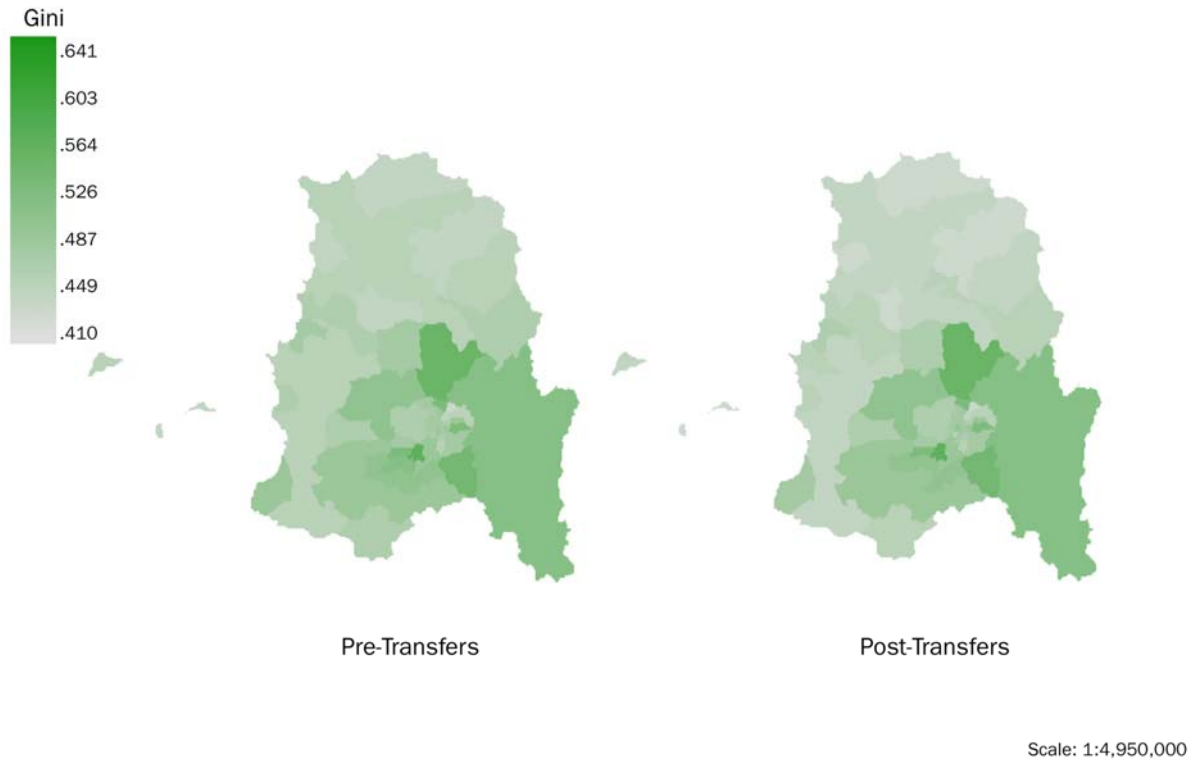 Gini
.641
.603
.564
.526
.487
.449
.410
Pre-Transfers
Post-Transfers
Scale: 1:4,950,000